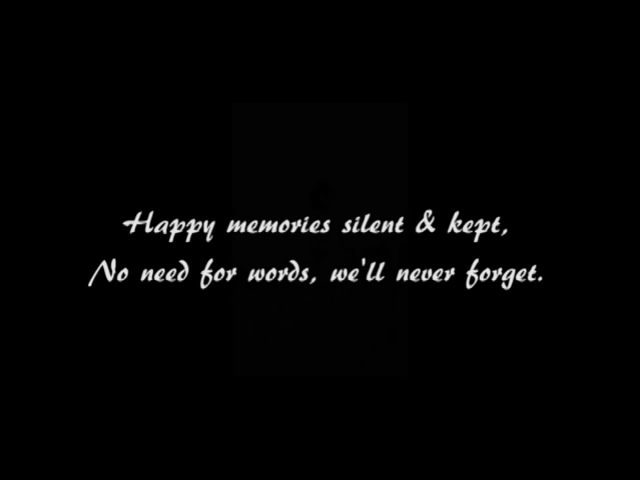 Happy memories silent & kept,
No need for words, we'll never forget.